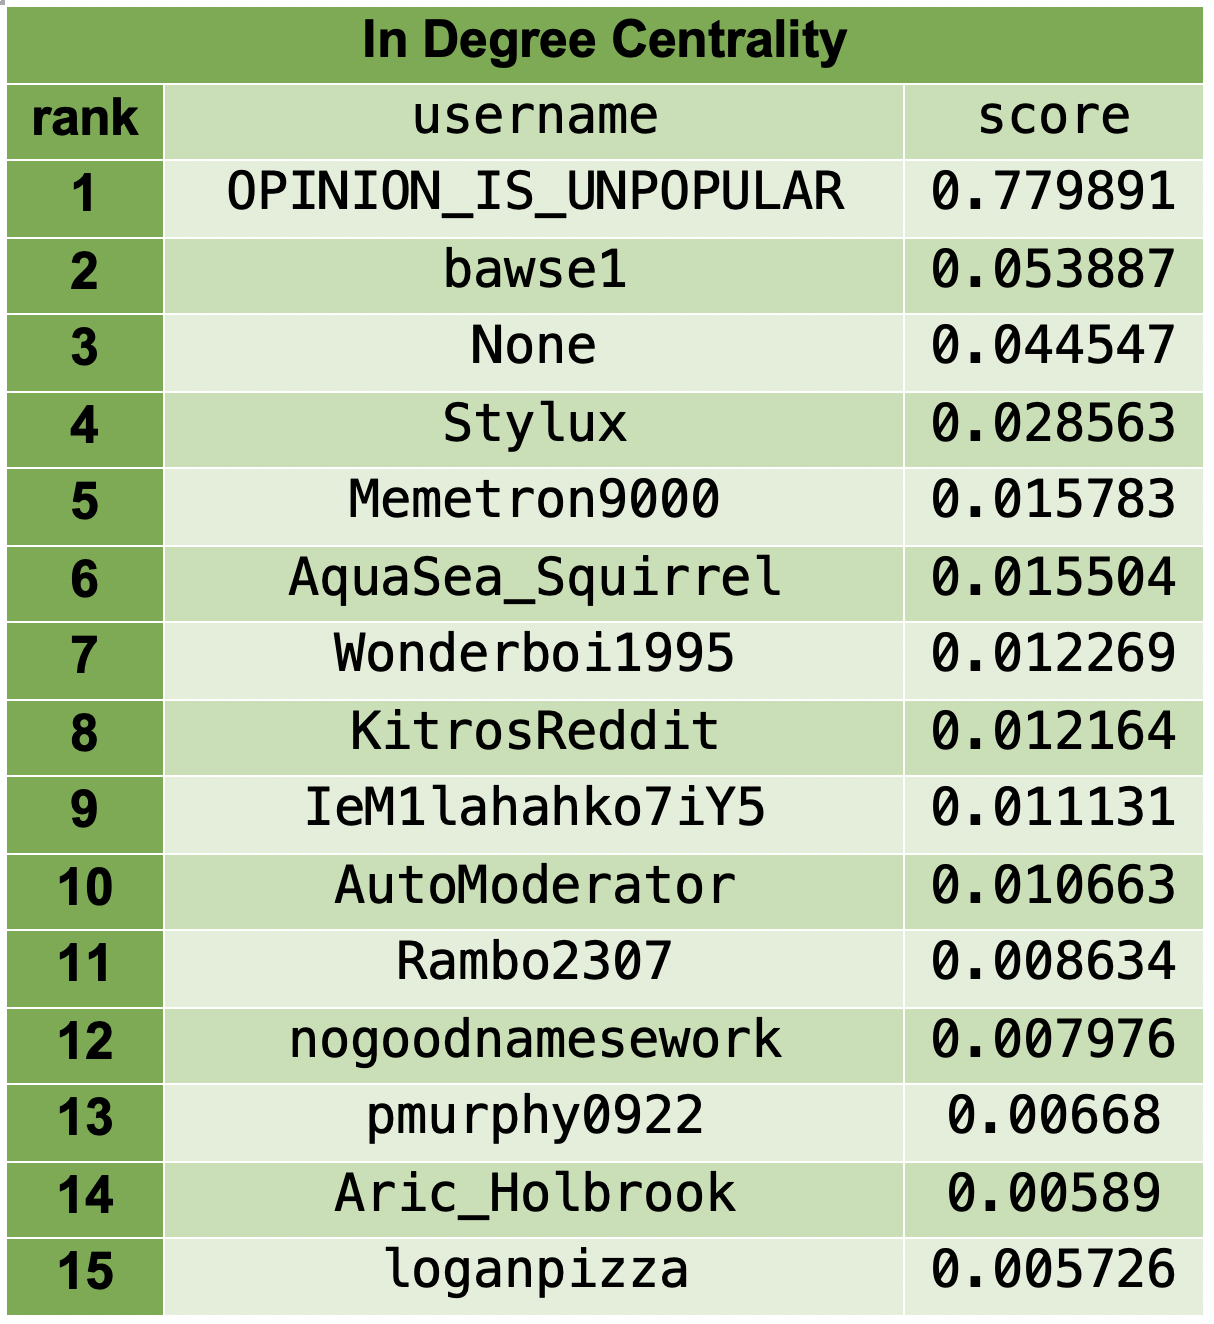 In Degree Centrality
rank username score
1 OPINION_IS_UNPOPULAR 0.779891
2 bawse1 0.053887
3 None 0.044547
4 Stylux 0.028563
5 Memetron9000 0.015783
6 AquaSea_Squirrel 0.015504
7 Wonderboi1995 0.012269
8 KitrosReddit 0.012164
9 IeM1lahahko7iY5 0.011131
10 AutoModerator 0.010663
11 Rambo2307 0.008634
12 nogoodnamesework 0.007976
13 pmurphy0922 0.00668
14 Aric_Holbrook 0.00589
15 loganpizza 0.005726